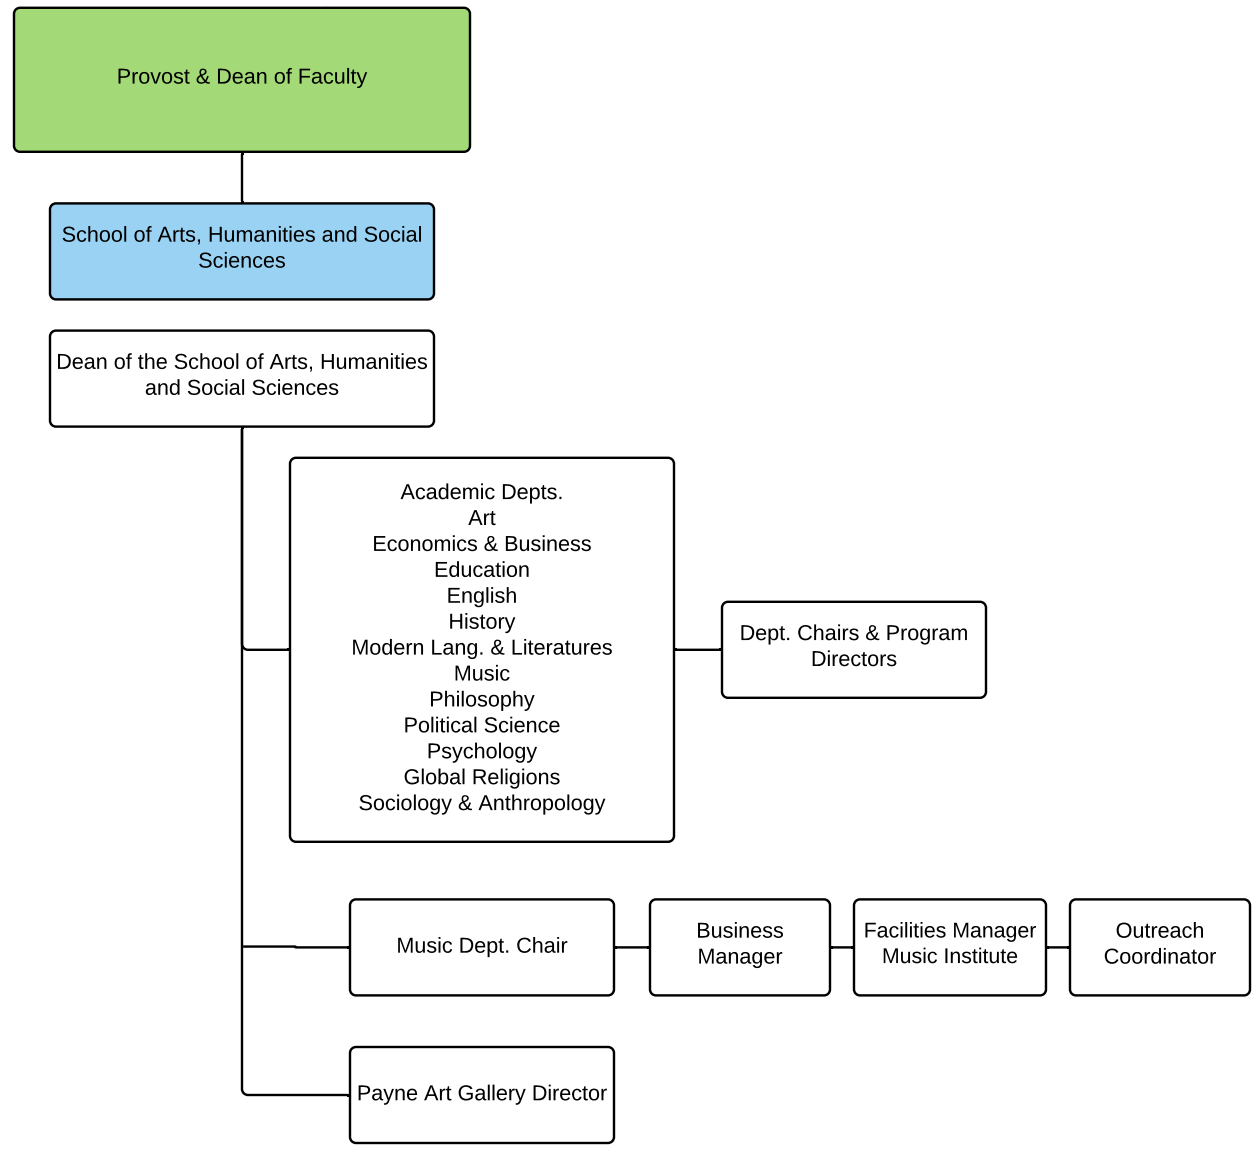 Provost & Dean of Faculty
School of Arts, Humanities and Social
Sciences
Dean of the School of Arts, Humanities
and Social Sciences
Academic Depts.
Art
Economics & Business
Education
English
History
Modern Lang. & Literatures
Music
Philosophy
Political Science
Psychology
Global Religions
Sociology & Anthropology
Dept. Chairs & Program
Directors
Music Dept. Chair
Business
Manager
Facilities Manager
Music Institute
Outreach
Coordinator
Payne Art Gallery Director